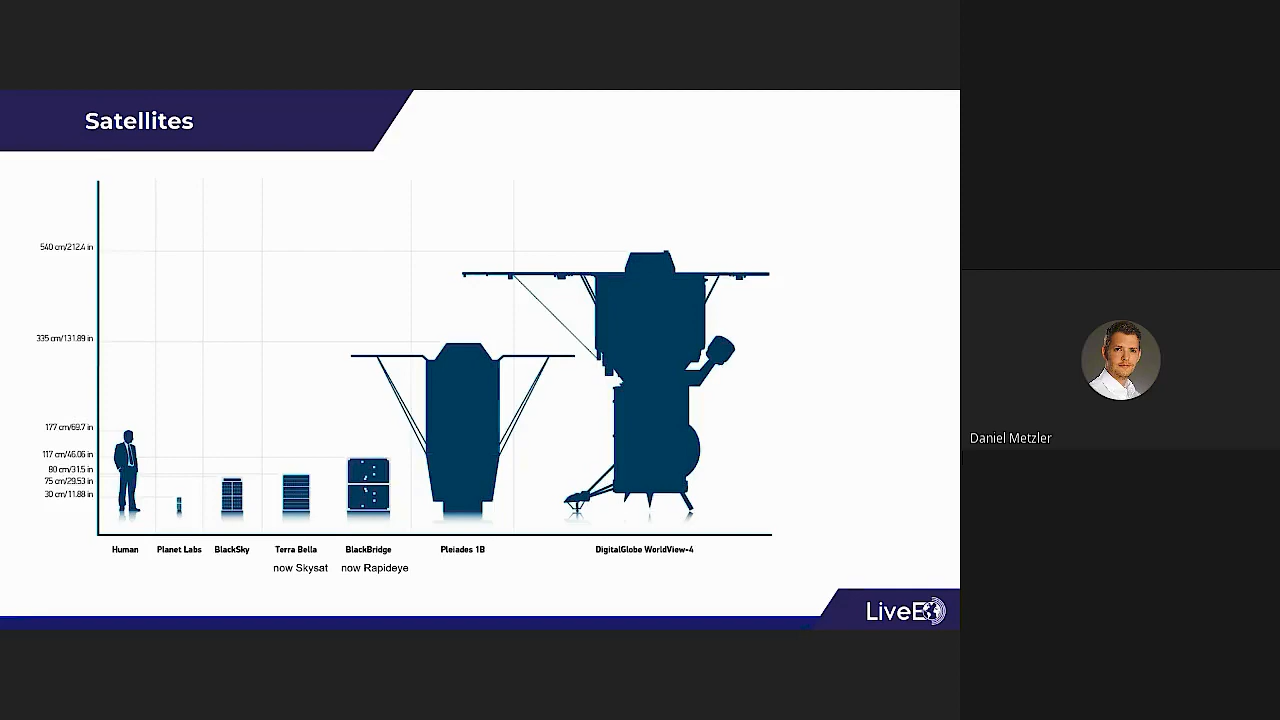 Satellites
540 cm/212.4 in
335 cm/131.89 in
177 cm/69.7 in
117 cm/46.06 in
80 cm/31.5 in
75 cm/29.53 in
30 cm/11.88 in
Human
Planet Labs
BlackSky
Terra Bella
BlackBridge
Pleiades 1B
DigitalGlobe WorldView-4
now Skysat
now Rapideye
LiveEO
Daniel Metzler